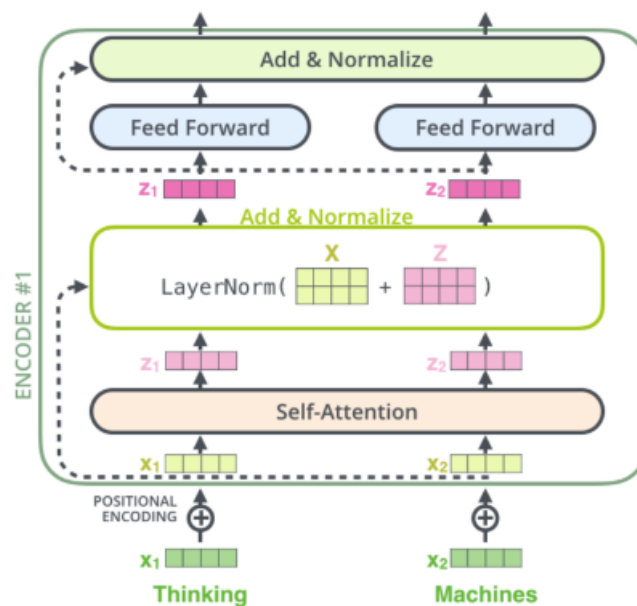 Add & Normalize
Feed Forward Feed Forward
z1 z2
Add & Normalize
X Z
LayerNorm( + )
ENCODER #1
z1 z2
Self-Attention
x1 x2
POSITIONAL
ENCODING
x1 x2
Thinking Machines